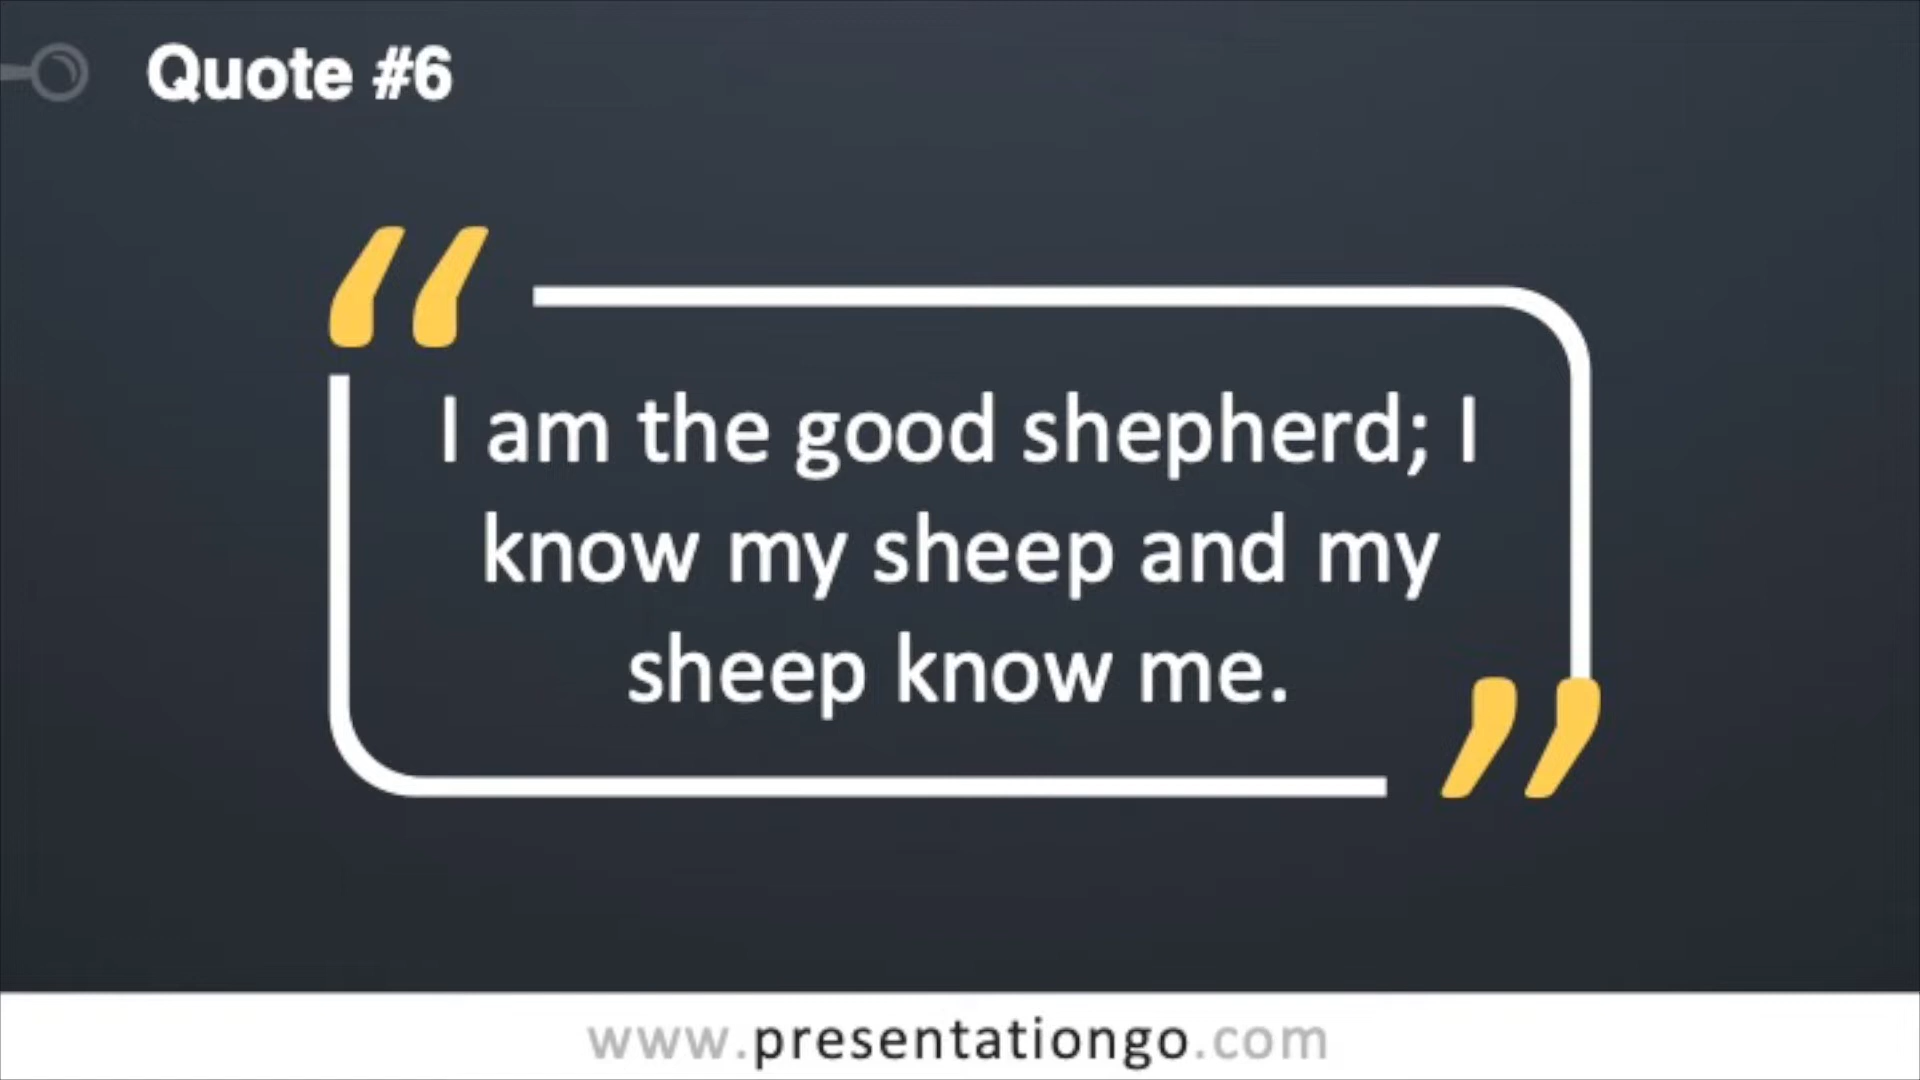 Quote #6
“
I am the good shepherd; I
know my sheep and my
sheep know me.
”
www.presentationgo.com